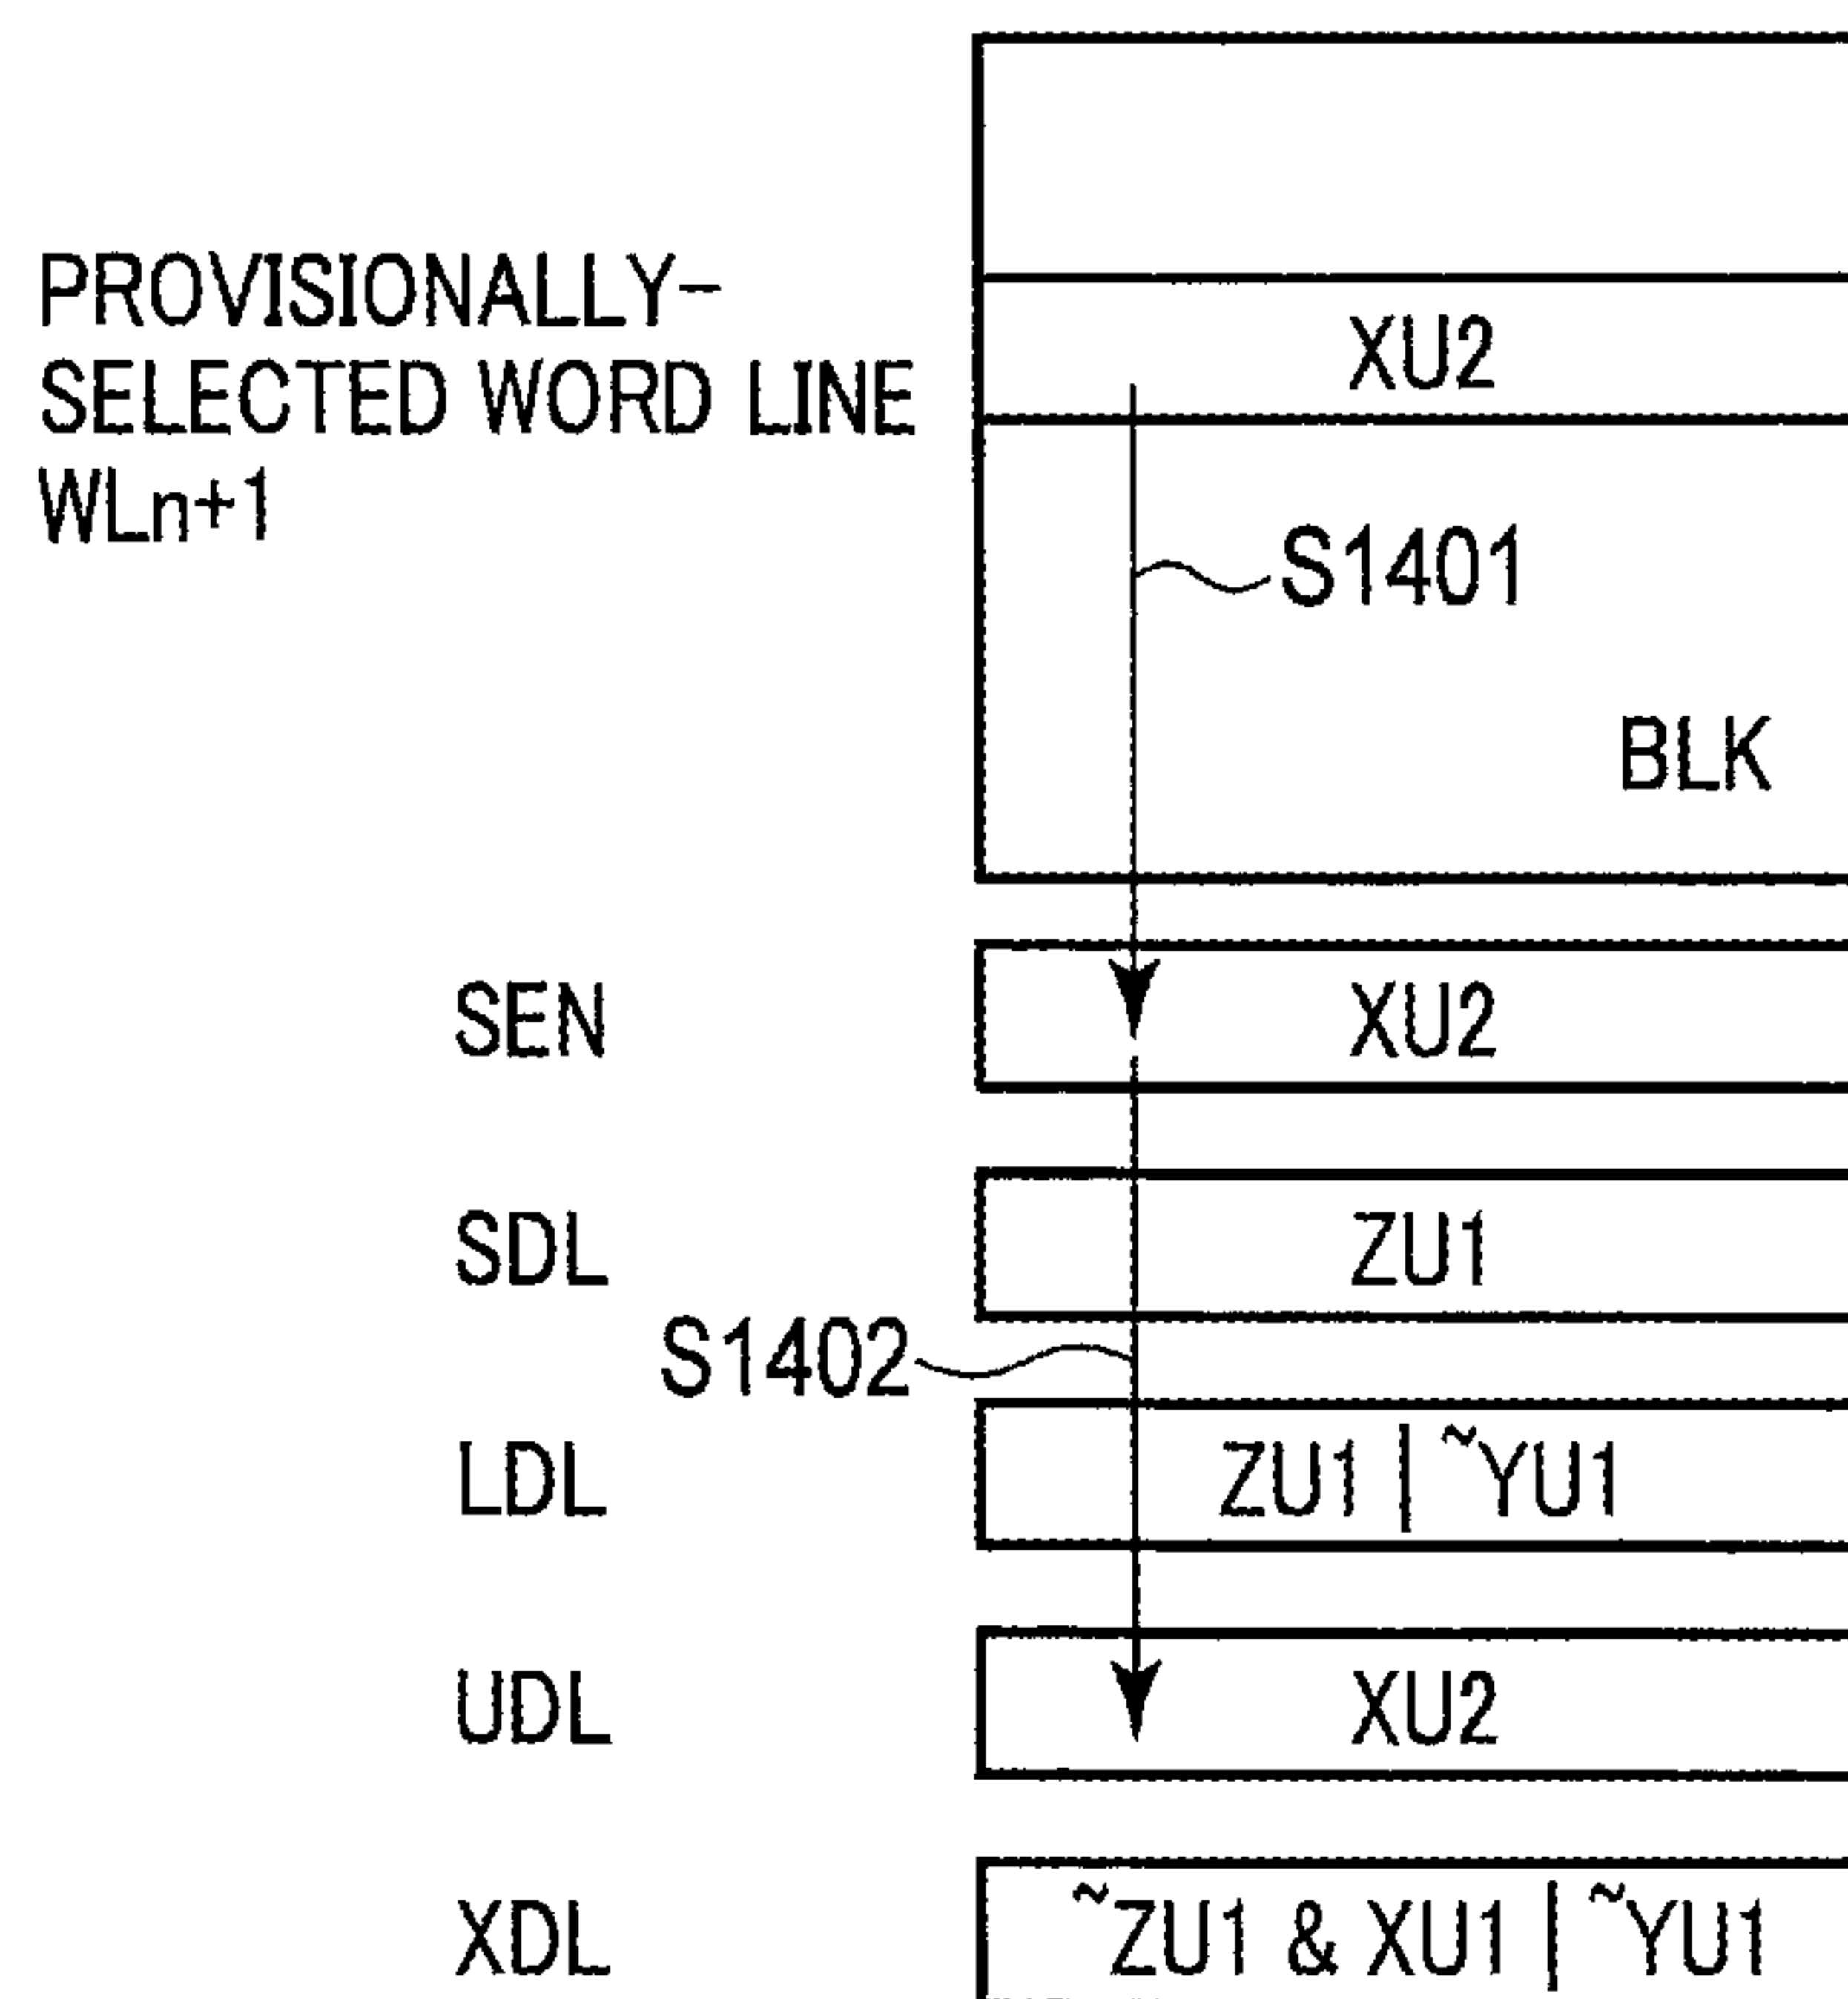 PROVISIONALLY-
SELECTED WORD LINE
WLn+1
XU2
S1401
BLK
SEN
XU2
SDL
ZU1
S1402
LDL
ZU1 | ~YU1
UDL
XU2
XDL
~ZU1 & XU1 | ~YU1